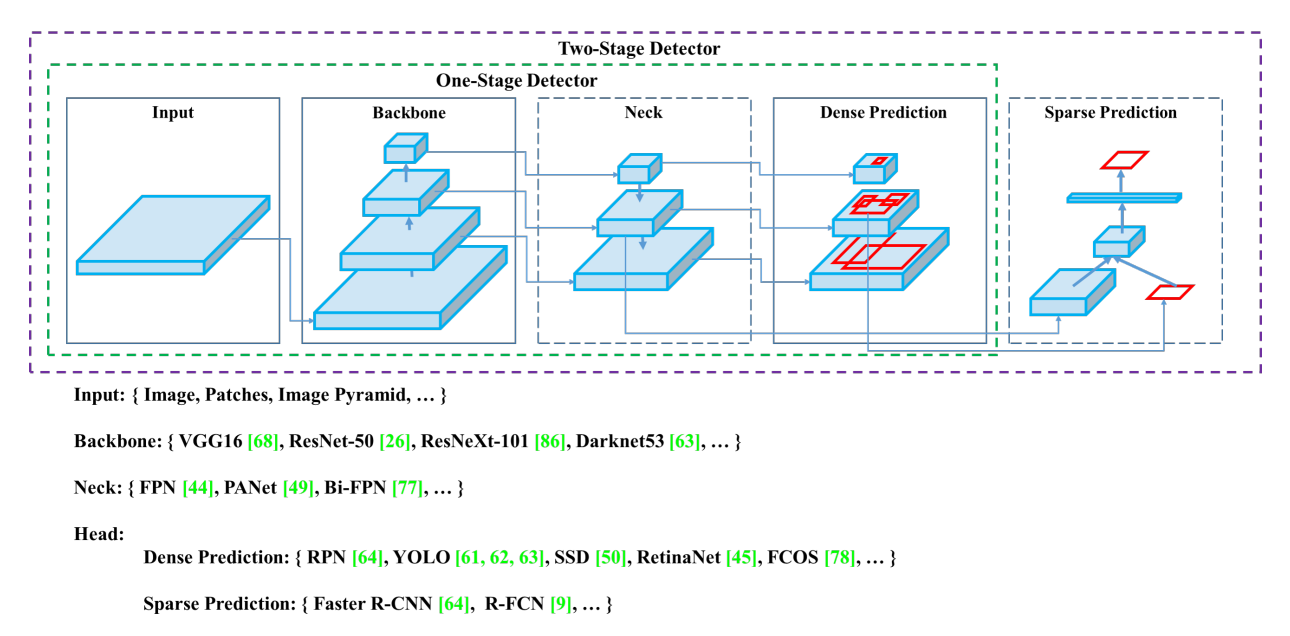 Two-Stage Detector
One-Stage Detector
Input
Backbone
Neck
Dense Prediction
Sparse Prediction
Input: { Image, Patches, Image Pyramid, … }
Backbone: { VGG16 [68], ResNet-50 [26], ResNeXt-101 [86], Darknet53 [63], … }
Neck: { FPN [44], PANet [49], Bi-FPN [77], … }
Head:
Dense Prediction: { RPN [64], YOLO [61, 62, 63], SSD [50], RetinaNet [45], FCOS [78], … }
Sparse Prediction: { Faster R-CNN [64], R-FCN [9], … }